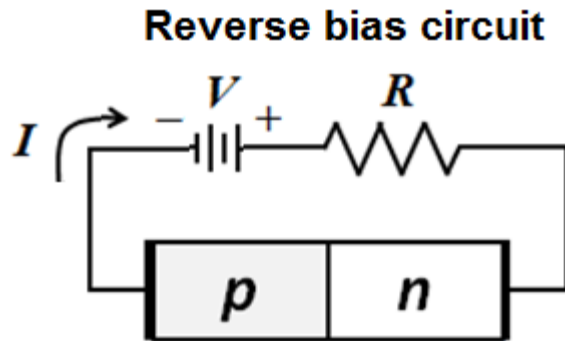 Reverse bias circuit
I − V + R
p n